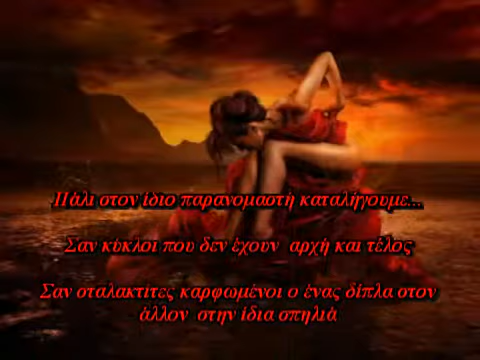 Πάλι στον ίδιο παρανομαστή καταλήγουμε...
Σαν κύκλοι που δεν έχουν αρχή και τέλος
Σαν σταλακτίτες καρφωμένοι ο ένας δίπλα στον
άλλον στην ίδια σπηλιά